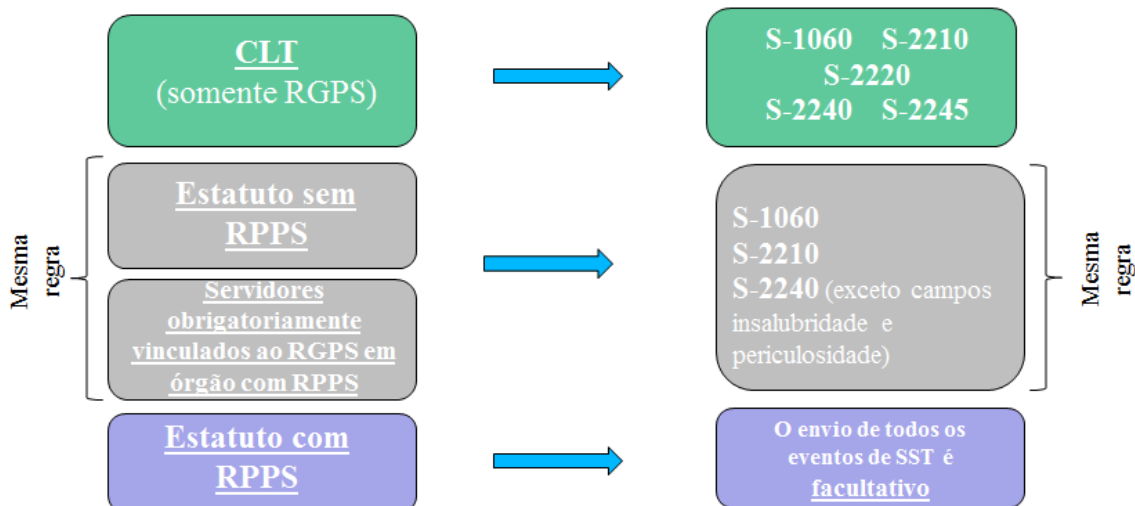 CLT
(somente RGPS)
S-1060 S-2210
S-2220
S-2240 S-2245
Mesma
regra
Estatuto sem
RPPS
Servidores
obrigatoriamente
vinculados ao RGPS em
órgão com RPPS
S-1060
S-2210
S-2240 (exceto campos
insalubridade e
periculosidade)
Mesma
regra
Estatuto com
RPPS
O envio de todos os
eventos de SST é
facultativo